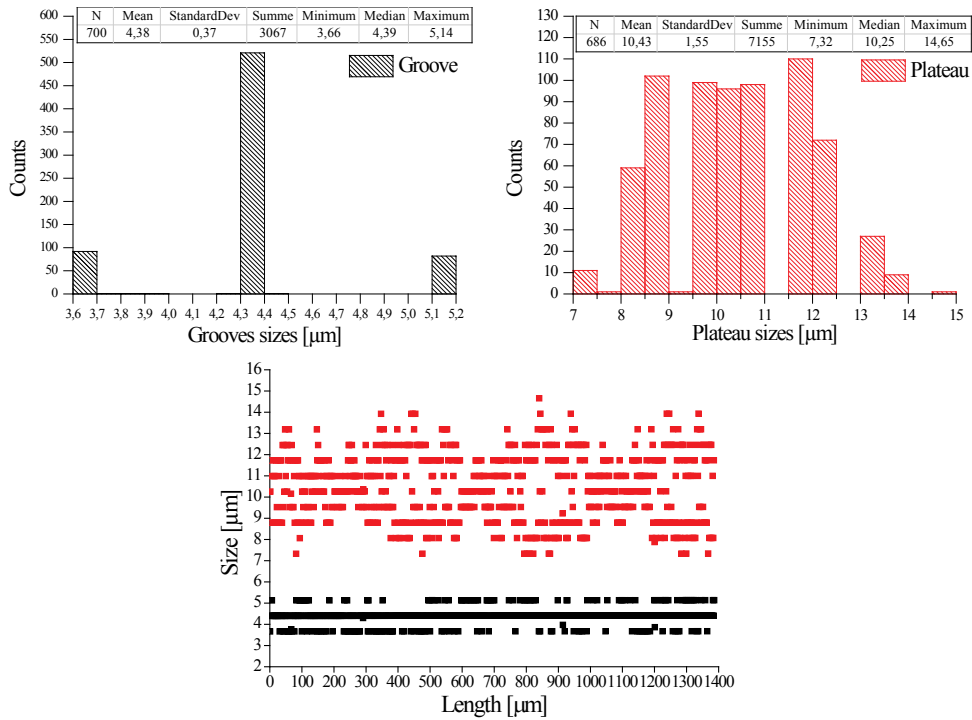 N Mean StandardDev Summe Minimum Median Maximum
700 4,38 0,37 3067 3,66 4,39 5,14
Groove
600
550
500
450
400
350
300
250
200
150
100
50
0
Counts
3,6 3,7 3,8 3,9 4,0 4,1 4,2 4,3 4,4 4,5 4,6 4,7 4,8 4,9 5,0 5,1 5,2
Grooves sizes [μm]
N Mean StandardDev Summe Minimum Median Maximum
686 10,43 1,55 7155 7,32 10,25 14,65
Plateau
130
120
110
100
90
80
70
60
50
40
30
20
10
0
Counts
7 8 9 10 11 12 13 14 15
Plateau sizes [μm]
16
15
14
13
12
11
10
9
8
7
6
5
4
3
2
Size [μm]
0 100 200 300 400 500 600 700 800 900 1000 1100 1200 1300 1400
Length [μm]